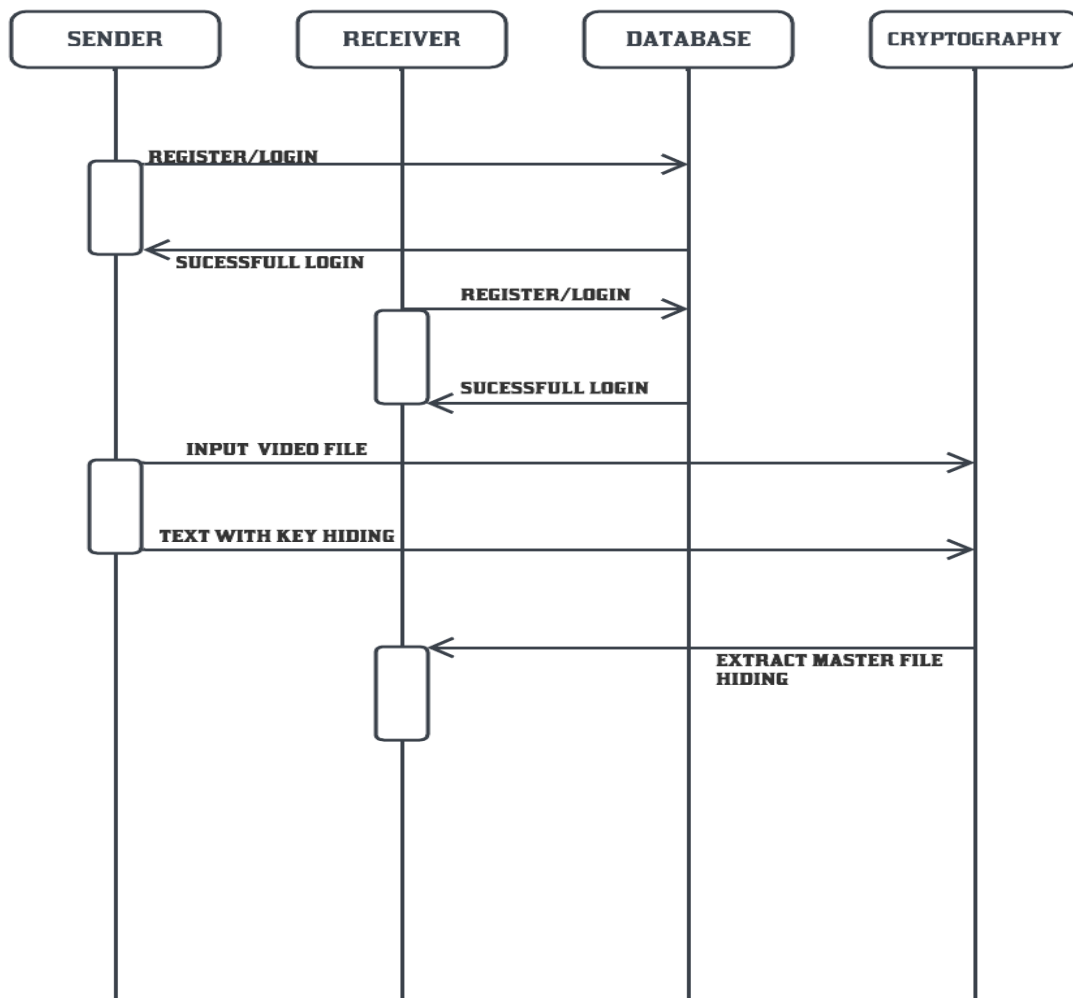 SENDER
RECEIVER
DATABASE
CRYPTOGRAPHY
REGISTER/LOGIN
SUCESSFULL LOGIN
REGISTER/LOGIN
SUCESSFULL LOGIN
INPUT VIDEO FILE
TEXT WITH KEY HIDING
EXTRACT MASTER FILE
HIDING